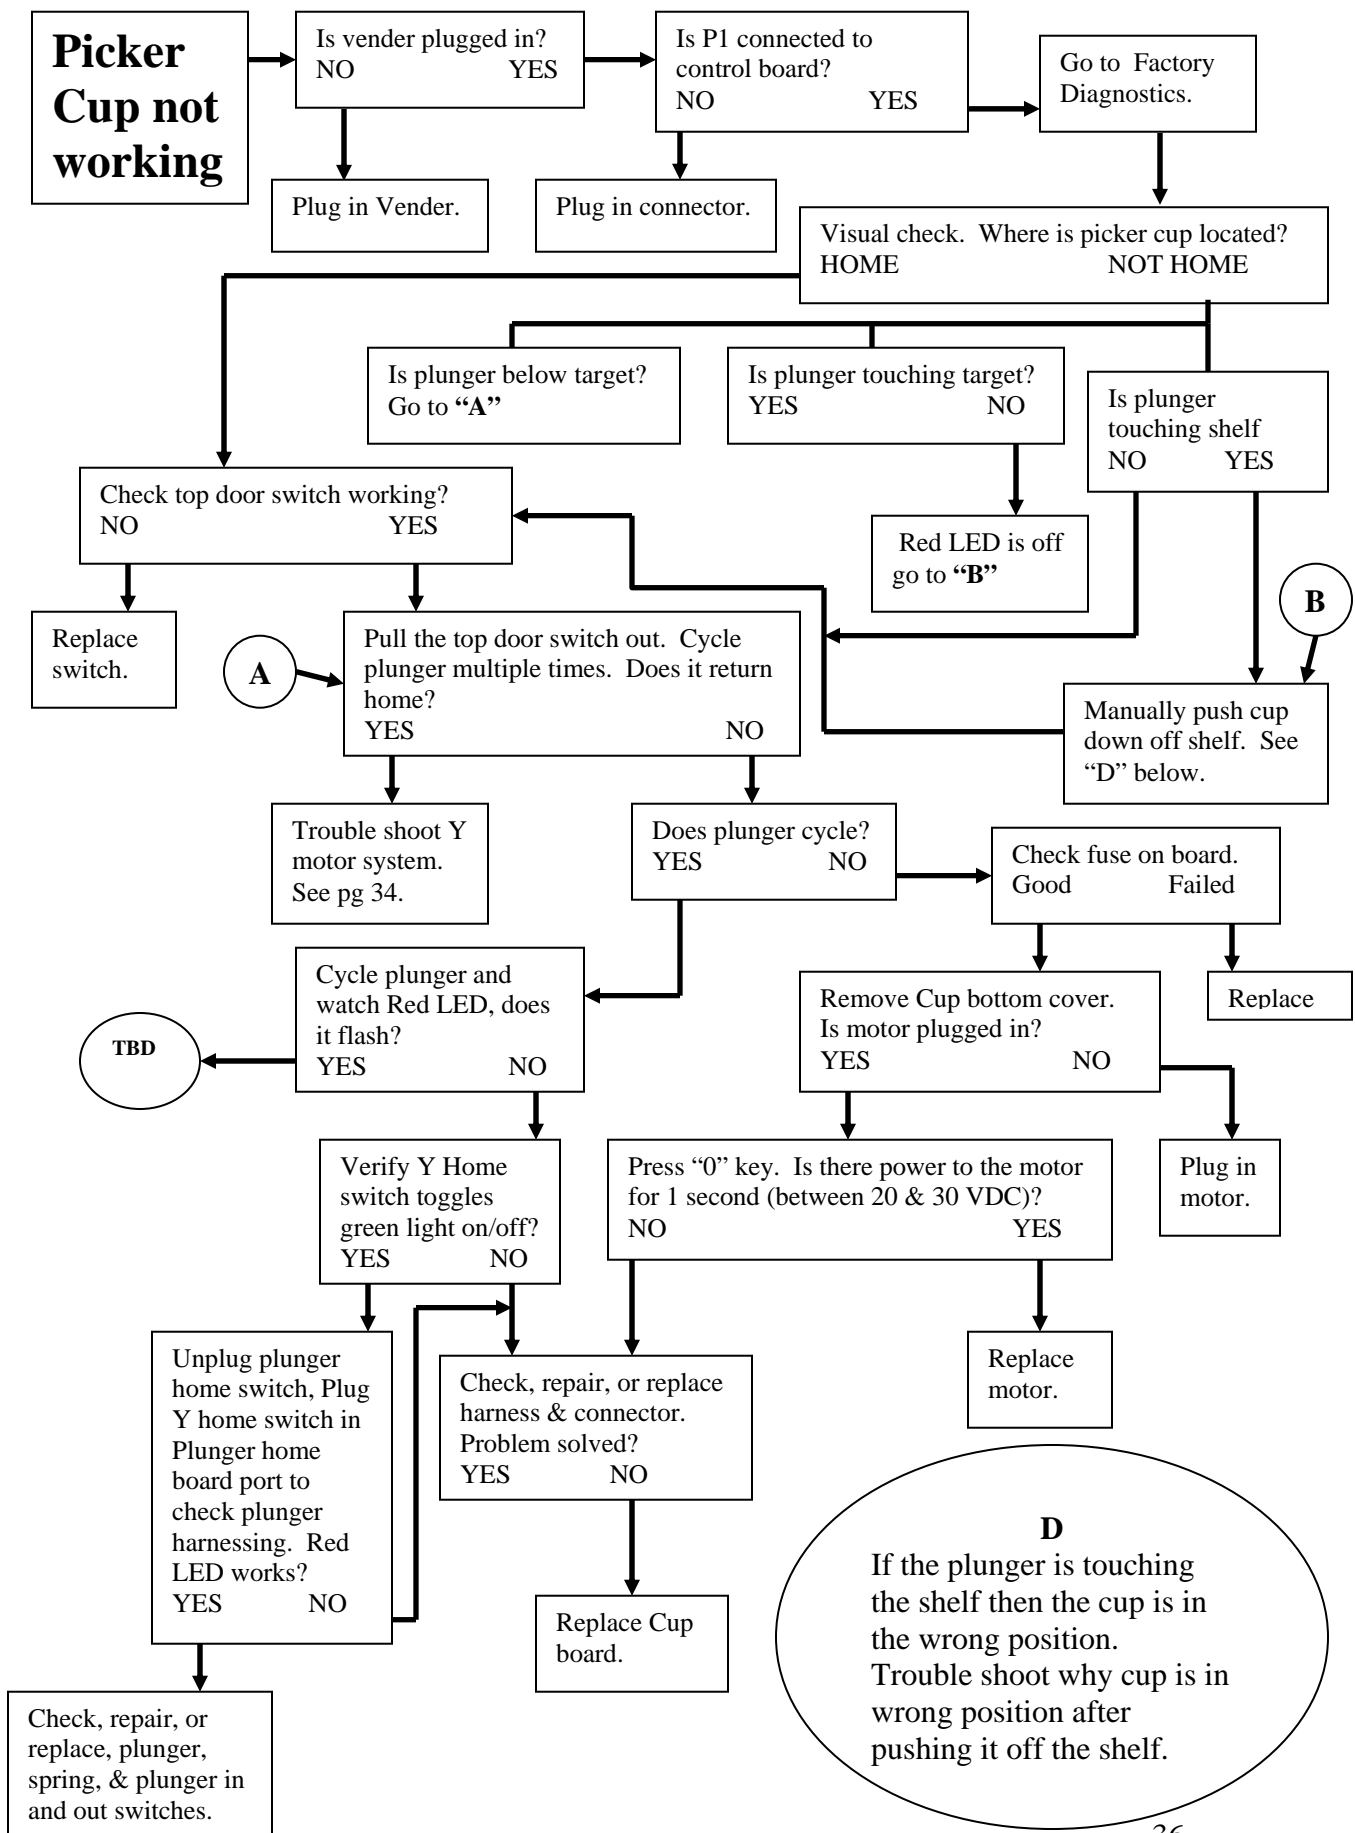 Picker
Cup not
working
Is vender plugged in?
NO YES
Is P1 connected to
control board?
NO YES
Go to Factory
Diagnostics.
Plug in Vender.
Plug in connector.
Visual check. Where is picker cup located?
HOME NOT HOME
Is plunger below target?
Go to “A”
Is plunger touching target?
YES NO
Is plunger
touching shelf
NO YES
Check top door switch working?
NO YES
Red LED is off
go to “B”
B
Replace
switch.
A
Pull the top door switch out. Cycle
plunger multiple times. Does it return
home?
YES NO
Manually push cup
down off shelf. See
“D” below.
Trouble shoot Y
motor system.
See pg 34.
Does plunger cycle?
YES NO
Check fuse on board.
Good Failed
Cycle plunger and
watch Red LED, does
it flash?
YES NO
TBD
Remove Cup bottom cover.
Is motor plugged in?
YES NO
Replace
Verify Y Home
switch toggles
green light on/off?
YES NO
Press “0” key. Is there power to the motor
for 1 second (between 20 & 30 VDC)?
NO YES
Plug in
motor.
Unplug plunger
home switch, Plug
Y home switch in
Plunger home
board port to
check plunger
harnessing. Red
LED works?
YES NO
Check, repair, or replace
harness & connector.
Problem solved?
YES NO
Replace
motor.
Replace Cup
board.
D
If the plunger is touching
the shelf then the cup is in
the wrong position.
Trouble shoot why cup is in
wrong position after
pushing it off the shelf.
Check, repair, or
replace, plunger,
spring, & plunger in
and out switches.
36